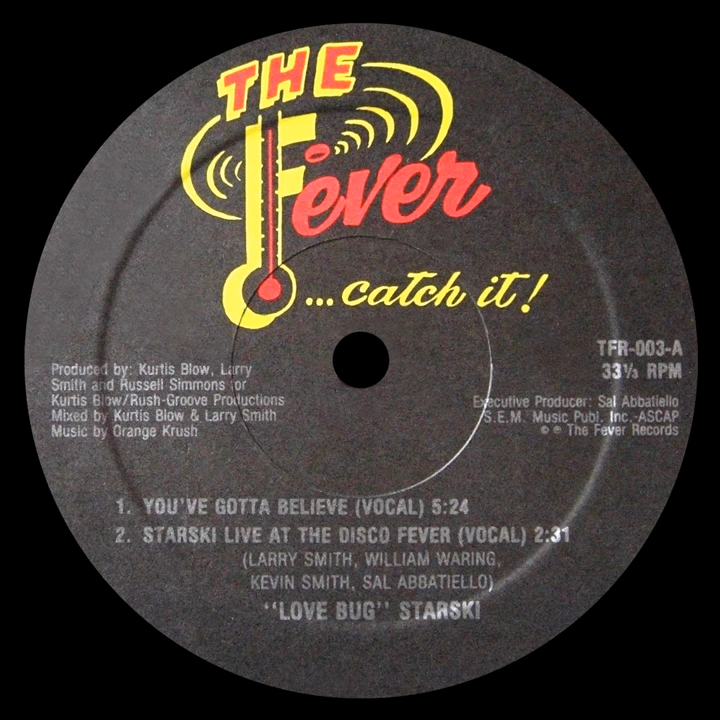 THE
Fever
...catch it!
TFR-003-A
33⅓ RPM
Produced by: Kurtis Blow, Larry
Smith and Russell Simmons for
Kurtis Blow/Rush-Groove Productions
Mixed by Kurtis Blow & Larry Smith
Music by Orange Krush
Executive Producer: Sal Abbatiello
S.E.M. Music Publ. Inc.-ASCAP
© ℗ The Fever Records
1. YOU'VE GOTTA BELIEVE (VOCAL) 5:24
2. STARSKI LIVE AT THE DISCO FEVER (VOCAL) 2:31
(LARRY SMITH, WILLIAM WARING,
KEVIN SMITH, SAL ABBATIELLO)
"LOVE BUG" STARSKI